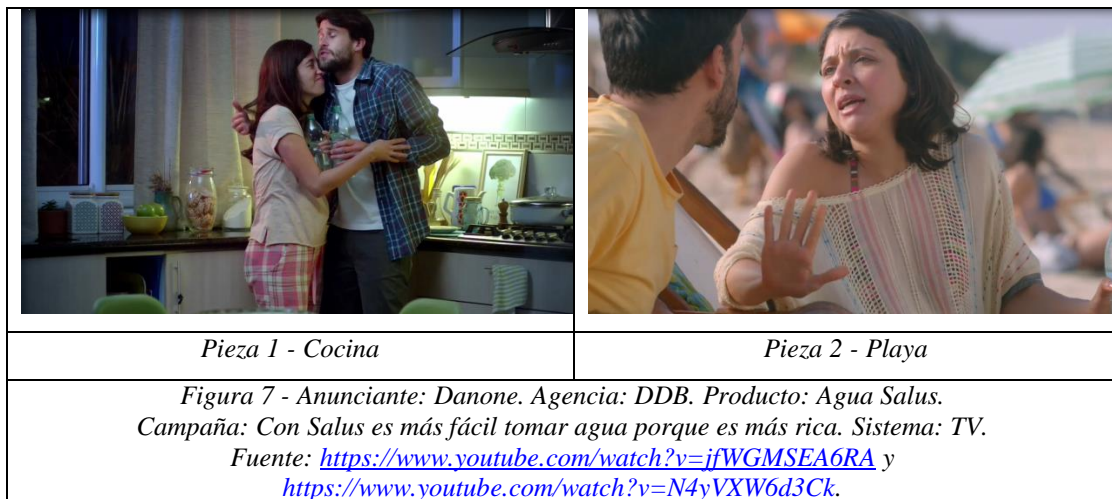 Pieza 1 - Cocina
Pieza 2 - Playa
Figura 7 - Anunciante: Danone. Agencia: DDB. Producto: Agua Salus.
Campaña: Con Salus es más fácil tomar agua porque es más rica. Sistema: TV.
Fuente: https://www.youtube.com/watch?v=jfWGMSEA6RA y
https://www.youtube.com/watch?v=N4yVXW6d3Ck.